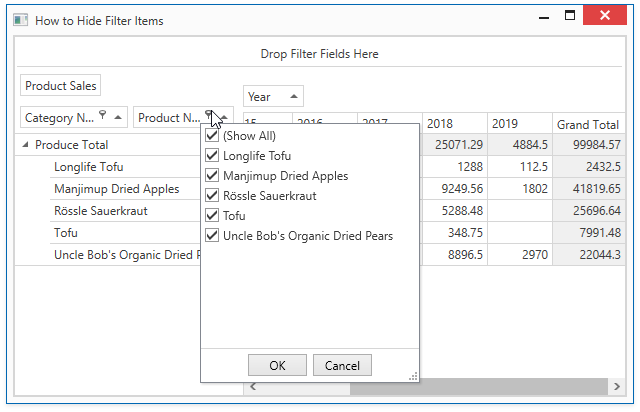 How to Hide Filter Items
Drop Filter Fields Here
Product Sales
Year
Category N...
Product N...
2018 2019 Grand Total
Produce Total 25071.29 4884.5 99984.57
Longlife Tofu 1288 112.5 2432.5
Manjimup Dried Apples 9249.56 1802 41819.65
Rössle Sauerkraut 5288.48 25696.64
Tofu 348.75 7991.48
Uncle Bob's Organic Dried 8896.5 2970 22044.3
(Show All)
Longlife Tofu
Manjimup Dried Apples
Rössle Sauerkraut
Tofu
Uncle Bob's Organic Dried Pears
OK Cancel